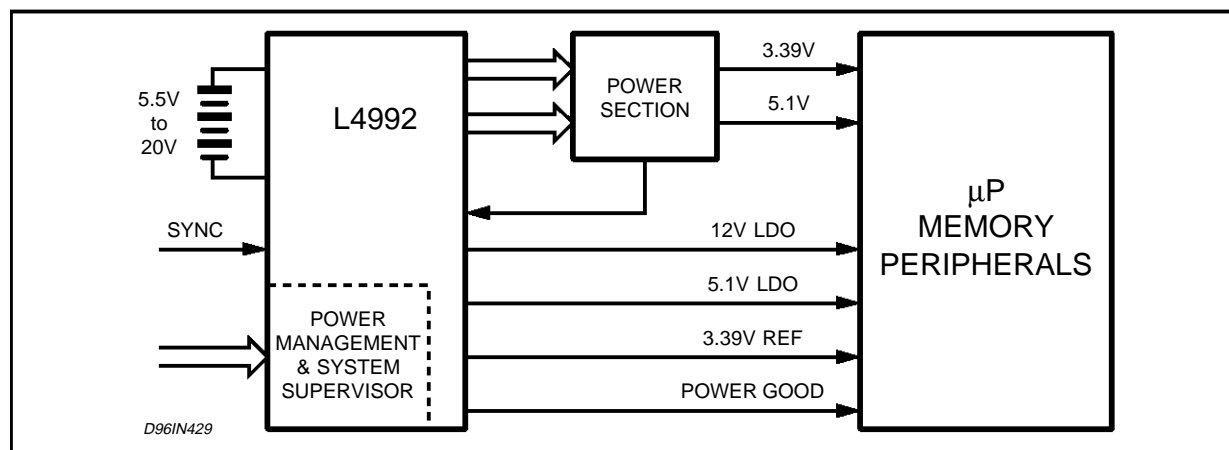 5.5V
to
20V
L4992
POWER
SECTION
3.39V
5.1V
µP
MEMORY
PERIPHERALS
SYNC
12V LDO
5.1V LDO
3.39V REF
POWER GOOD
POWER
MANAGEMENT
& SYSTEM
SUPERVISOR
D96IN429